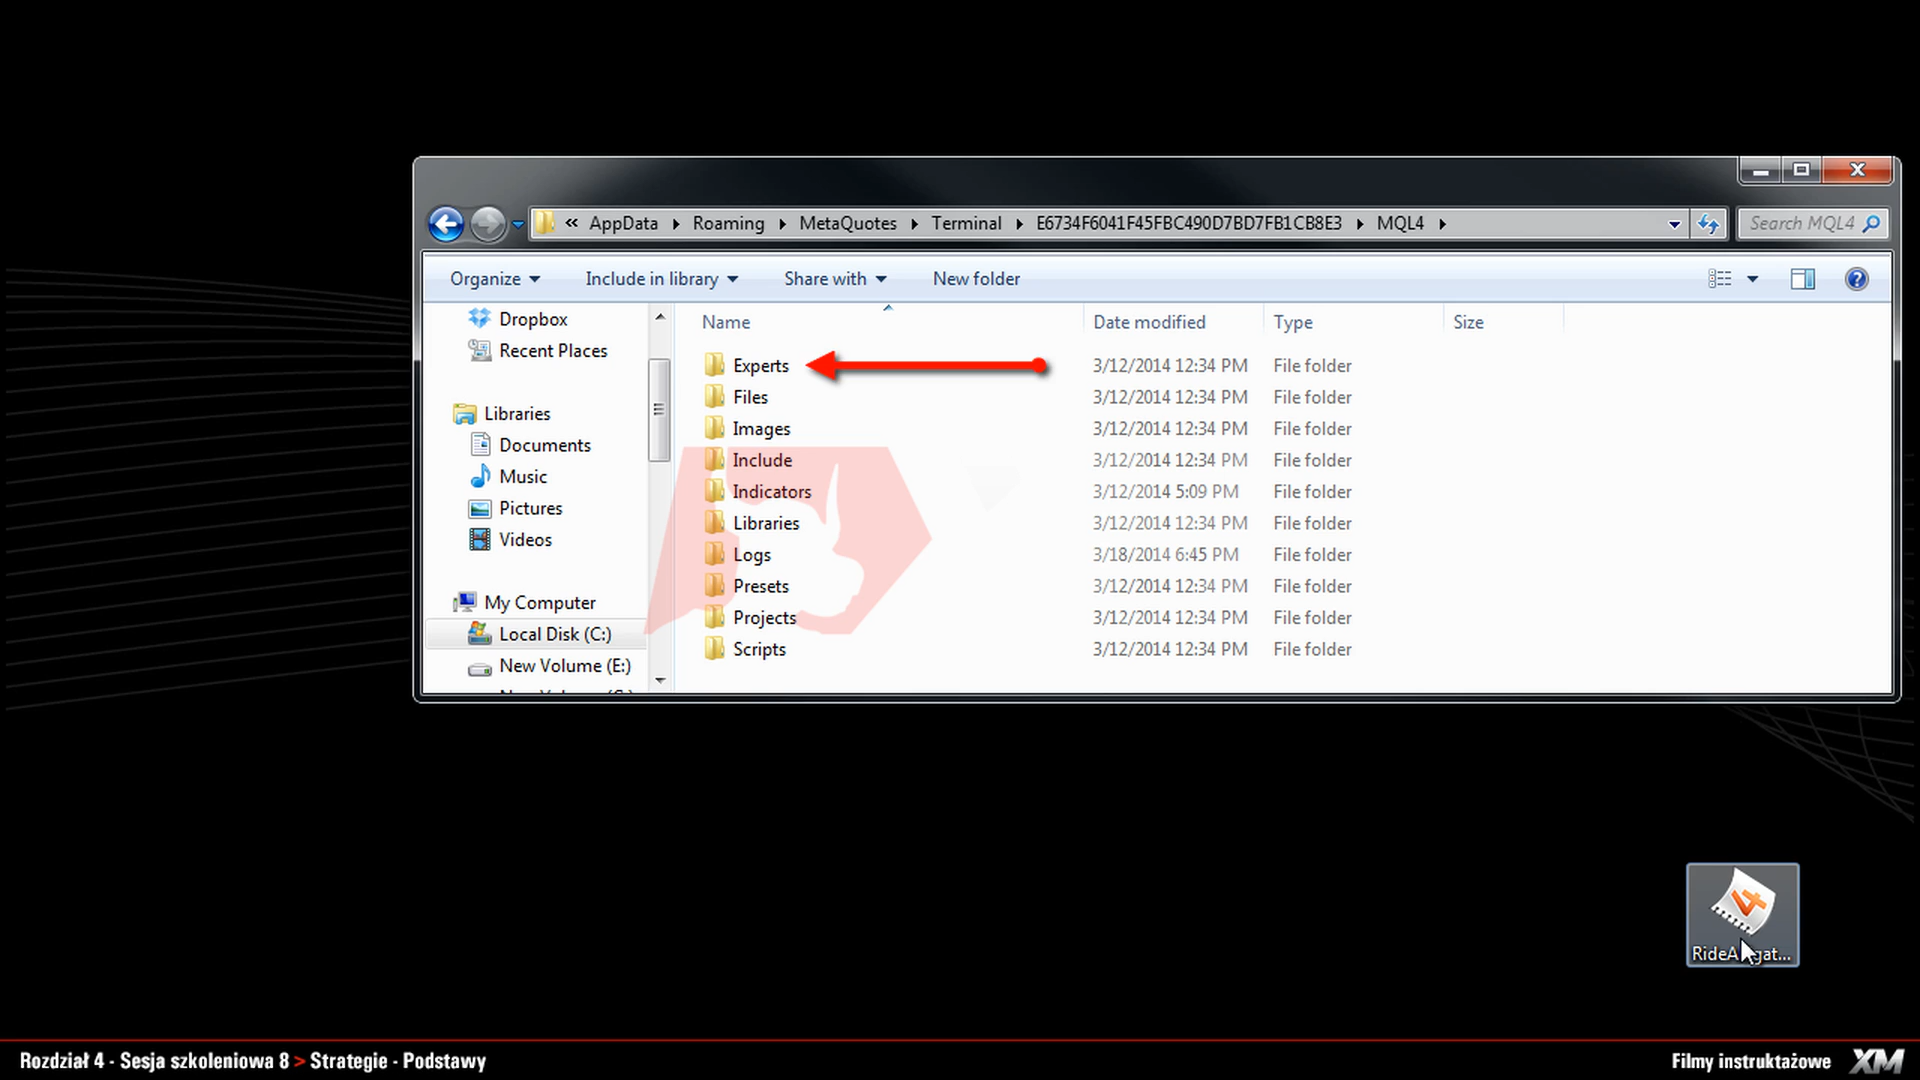 « AppData Roaming MetaQuotes Terminal E6734F6041F45FBC490D7BD7FB1CB8E3 MQL4
Search MQL4
Organize Include in library Share with New folder
Dropbox
Recent Places
Libraries
Documents
Music
Pictures
Videos
My Computer
Local Disk (C:)
New Volume (E:)
Name Date modified Type Size
Experts 3/12/2014 12:34 PM File folder
Files 3/12/2014 12:34 PM File folder
Images 3/12/2014 12:34 PM File folder
Include 3/12/2014 12:34 PM File folder
Indicators 3/12/2014 5:09 PM File folder
Libraries 3/12/2014 12:34 PM File folder
Logs 3/18/2014 6:45 PM File folder
Presets 3/12/2014 12:34 PM File folder
Projects 3/12/2014 12:34 PM File folder
Scripts 3/12/2014 12:34 PM File folder
Rozdział 4 - Sesja szkoleniowa 8 > Strategie - Podstawy
Filmy instruktażowe XM